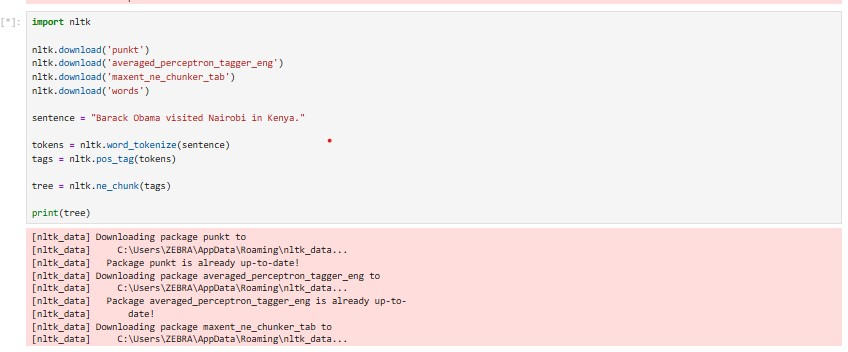 [*]:
import nltk
nltk.download('punkt')
nltk.download('averaged_perceptron_tagger_eng')
nltk.download('maxent_ne_chunker_tab')
nltk.download('words')
sentence = "Barack Obama visited Nairobi in Kenya."
tokens = nltk.word_tokenize(sentence)
tags = nltk.pos_tag(tokens)
tree = nltk.ne_chunk(tags)
print(tree)
[nltk_data] Downloading package punkt to
[nltk_data]     C:\Users\ZEBRA\AppData\Roaming\nltk_data...
[nltk_data]   Package punkt is already up-to-date!
[nltk_data] Downloading package averaged_perceptron_tagger_eng to
[nltk_data]     C:\Users\ZEBRA\AppData\Roaming\nltk_data...
[nltk_data]   Package averaged_perceptron_tagger_eng is already up-to-
[nltk_data]       date!
[nltk_data] Downloading package maxent_ne_chunker_tab to
[nltk_data]     C:\Users\ZEBRA\AppData\Roaming\nltk_data...